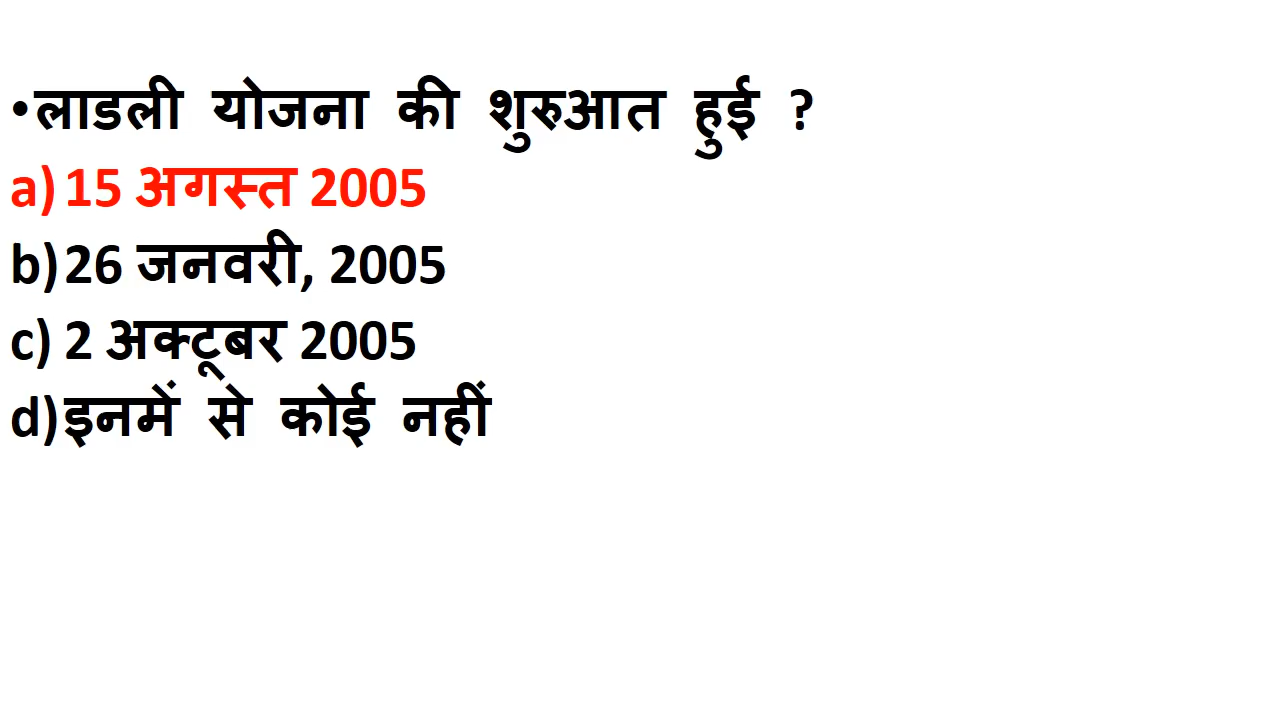 •लाडली योजना की शुरुआत हुई ?
a) 15 अगस्त 2005
b) 26 जनवरी, 2005
c) 2 अक्टूबर 2005
d) इनमें से कोई नहीं